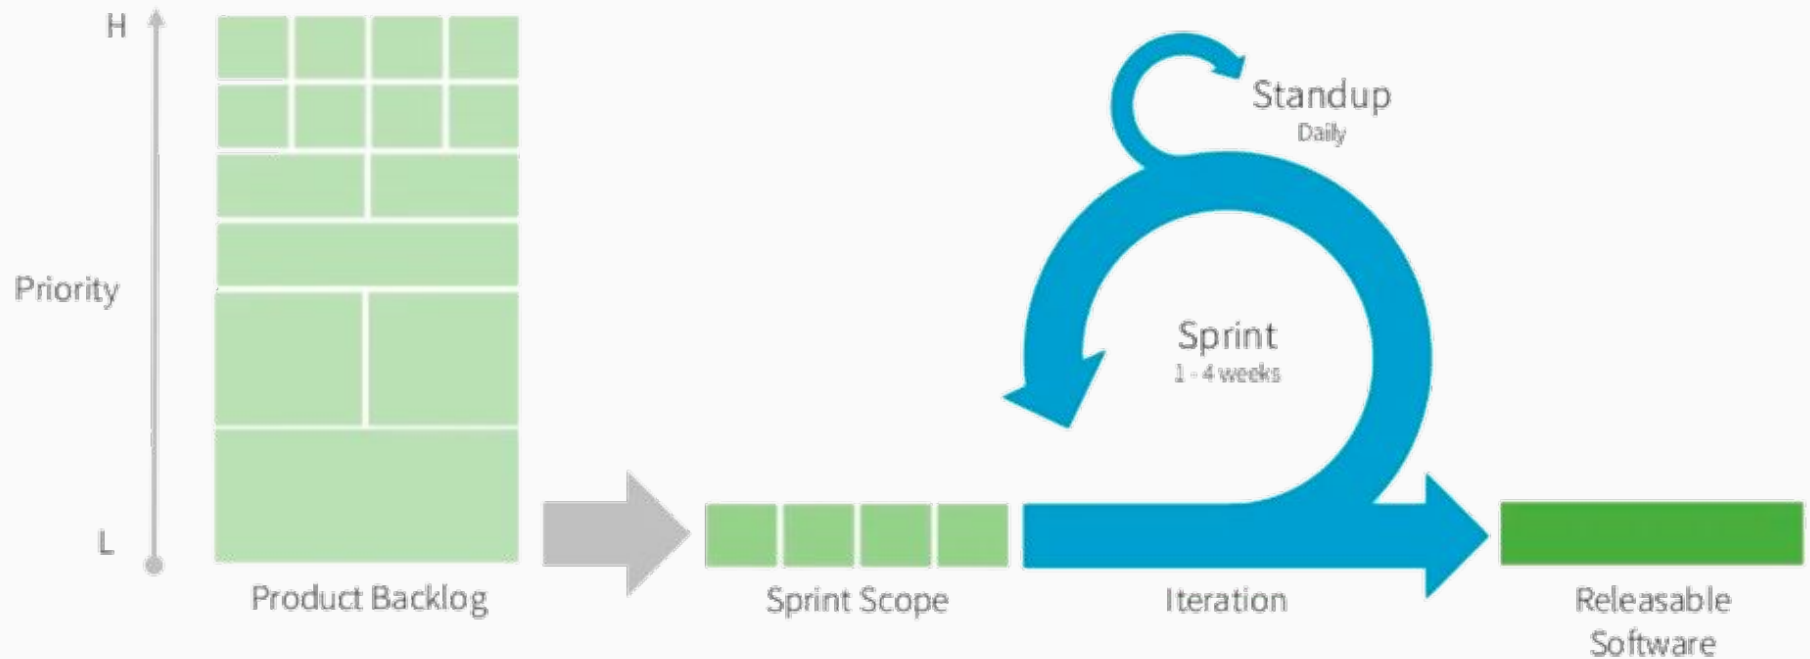 H
Priority
L
Product Backlog
Sprint Scope
Standup
Daily
Sprint
1 - 4 weeks
Iteration
Releasable
Software